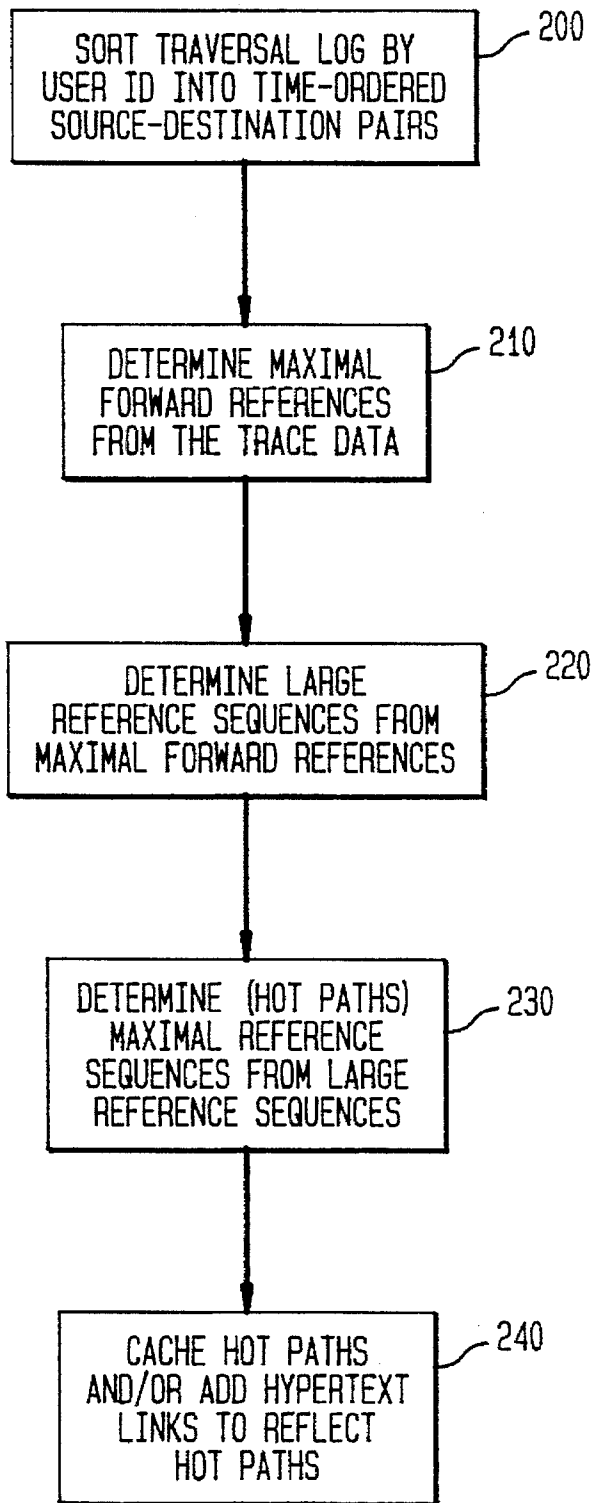 SORT TRAVERSAL LOG BY
USER ID INTO TIME-ORDERED
SOURCE-DESTINATION PAIRS
200
DETERMINE MAXIMAL
FORWARD REFERENCES
FROM THE TRACE DATA
210
DETERMINE LARGE
REFERENCE SEQUENCES FROM
MAXIMAL FORWARD REFERENCES
220
DETERMINE (HOT PATHS)
MAXIMAL REFERENCE
SEQUENCES FROM LARGE
REFERENCE SEQUENCES
230
CACHE HOT PATHS
AND/OR ADD HYPERTEXT
LINKS TO REFLECT
HOT PATHS
240